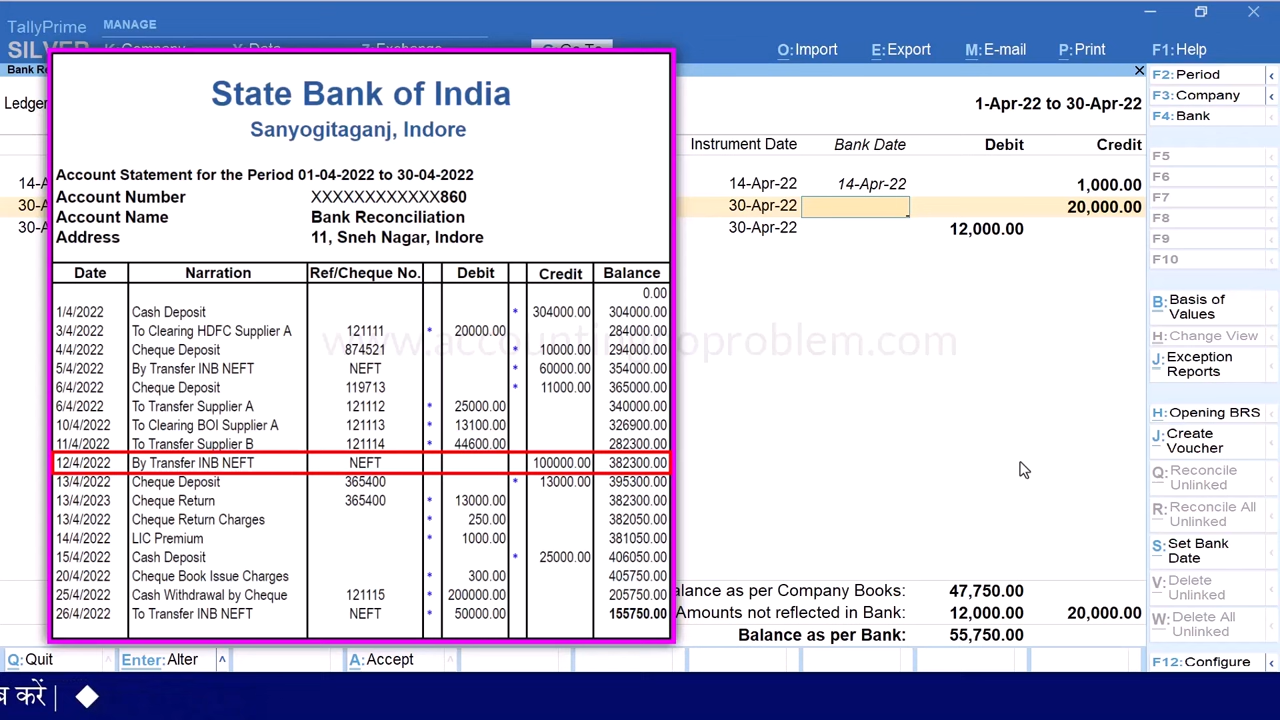 TallyPrime MANAGE
SILVER
O:Import E:Export M:E-mail P:Print F1:Help
Bank Re
Ledger
1-Apr-22 to 30-Apr-22
Instrument Date Bank Date Debit Credit
14-A 14-Apr-22 14-Apr-22 1,000.00
30-A 30-Apr-22 20,000.00
30-A 30-Apr-22 12,000.00
State Bank of India
Sanyogitaganj, Indore
Account Statement for the Period 01-04-2022 to 30-04-2022
Account Number XXXXXXXXXXXX860
Account Name Bank Reconciliation
Address 11, Sneh Nagar, Indore
Date Narration Ref/Cheque No. Debit Credit Balance
0.00
1/4/2022 Cash Deposit * 304000.00 304000.00
3/4/2022 To Clearing HDFC Supplier A 121111 * 20000.00 284000.00
4/4/2022 Cheque Deposit 874521 * 10000.00 294000.00
5/4/2022 By Transfer INB NEFT NEFT * 60000.00 354000.00
6/4/2022 Cheque Deposit 119713 * 11000.00 365000.00
6/4/2022 To Transfer Supplier A 121112 * 25000.00 340000.00
10/4/2022 To Clearing BOI Supplier A 121113 * 13100.00 326900.00
11/4/2022 To Transfer Supplier B 121114 * 44600.00 282300.00
12/4/2022 By Transfer INB NEFT NEFT 100000.00 382300.00
13/4/2022 Cheque Deposit 365400 * 13000.00 395300.00
13/4/2023 Cheque Return 365400 * 13000.00 382300.00
13/4/2022 Cheque Return Charges * 250.00 382050.00
14/4/2022 LIC Premium * 1000.00 381050.00
15/4/2022 Cash Deposit * 25000.00 406050.00
20/4/2022 Cheque Book Issue Charges * 300.00 405750.00
25/4/2022 Cash Withdrawal by Cheque 121115 * 200000.00 205750.00
26/4/2022 To Transfer INB NEFT NEFT * 50000.00 155750.00
alance as per Company Books: 47,750.00
Amounts not reflected in Bank: 12,000.00 20,000.00
Balance as per Bank: 55,750.00
F2: Period
F3: Company
F4: Bank
F5
F6
F7
F8
F9
F10
B: Basis of
Values
H: Change View
J: Exception
Reports
H: Opening BRS
J: Create
Voucher
Q: Reconcile
Unlinked
R: Reconcile All
Unlinked
S: Set Bank
Date
V: Delete
Unlinked
W: Delete All
Unlinked
F12: Configure
Q: Quit Enter: Alter A: Accept
ब करें |